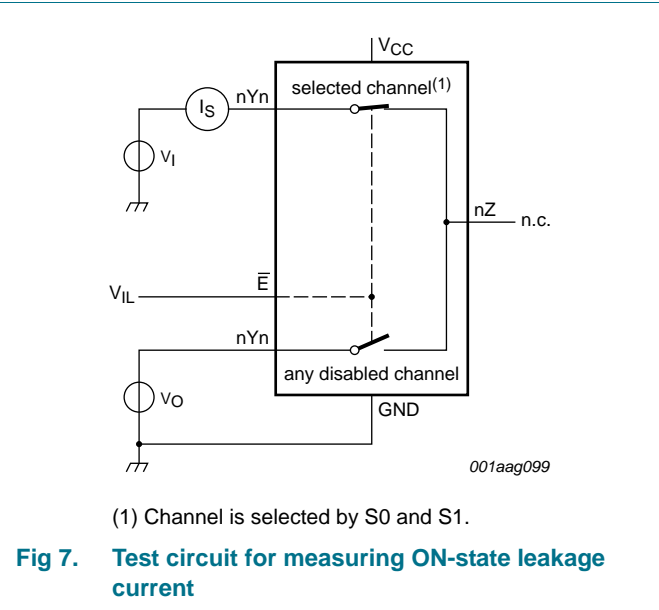 VCC
selected channel(1)
IS
nYn
VI
nZ
n.c.
E̅
VIL
nYn
any disabled channel
VO
GND
001aag099
(1) Channel is selected by S0 and S1.
Fig 7. Test circuit for measuring ON-state leakage
current